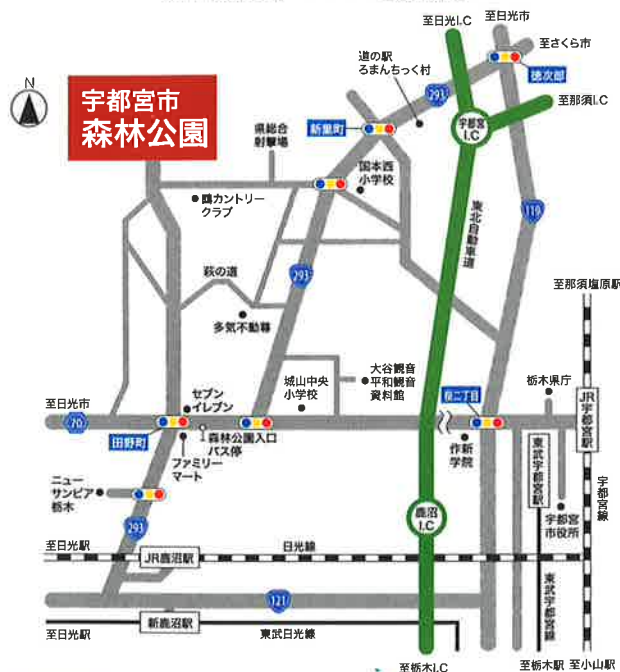 至日光I.C
至日光市
至さくら市
道の駅
ろまんちっく村
徳次郎
293
至那須I.C
N
宇都宮市
森林公園
県総合
射撃場
新里町
宇都宮
I.C
国本西
小学校
鶴カントリー
クラブ
119
東北自動車道
293
萩の道
至那須塩原駅
多気不動尊
大谷観音
平和観音
資料館
城山中央
小学校
栃木県庁
セブン
イレブン
桜二丁目
至日光市
70
JR宇都宮駅
田野町
森林公園入口
バス停
ファミリー
マート
作新
学院
東武宇都宮駅
ニュー
サンピア
栃木
宇都宮線
鹿沼
I.C
宇都宮
市役所
293
至日光駅
JR鹿沼駅
日光線
121
東武宇都宮線
新鹿沼駅
至日光駅
東武日光線
至栃木I.C
至栃木駅
至小山駅